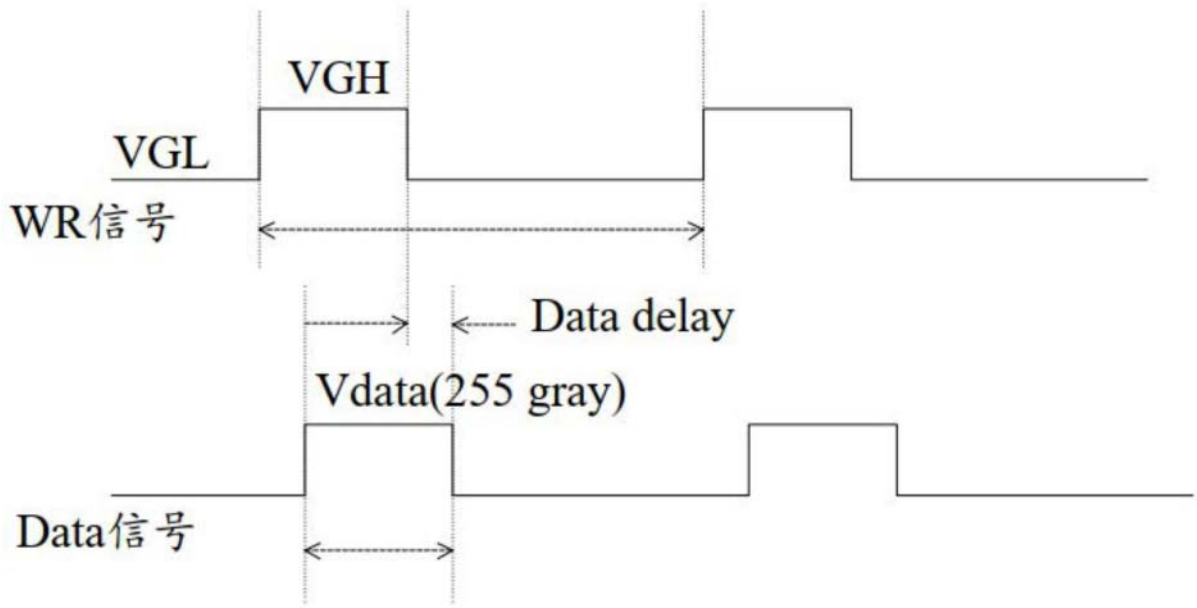 VGH
VGL
WR信号
Data delay
Vdata(255 gray)
Data信号